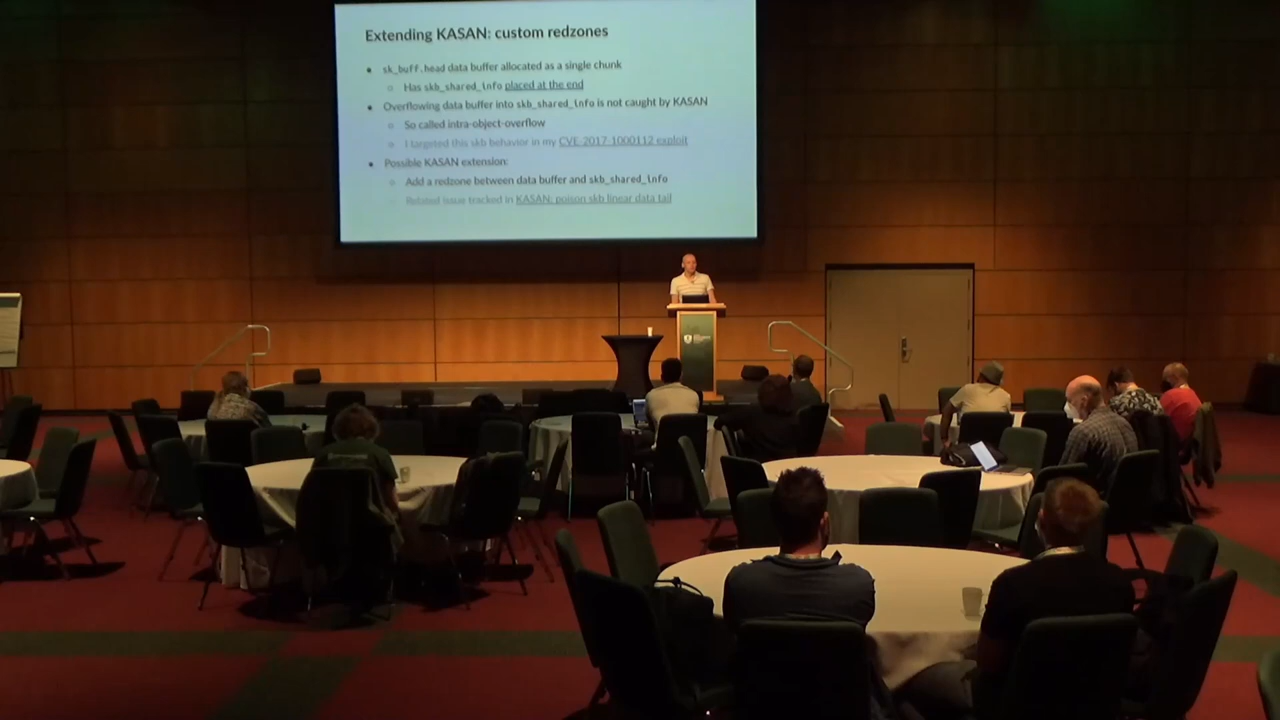 Extending KASAN: custom redzones
● sk_buff.head data buffer allocated as a single chunk
○ Has skb_shared_info placed at the end
● Overflowing data buffer into skb_shared_info is not caught by KASAN
○ So called intra-object-overflow
○ I targeted this skb behavior in my CVE-2017-1000112 exploit
● Possible KASAN extension:
○ Add a redzone between data buffer and skb_shared_info
○ Related issue tracked in KASAN: poison skb linear data tail